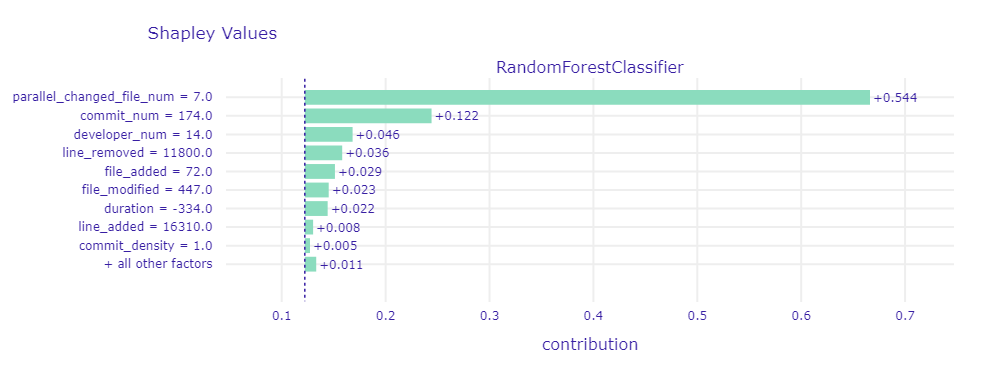 Shapley Values
RandomForestClassifier
parallel_changed_file_num = 7.0 +0.544
commit_num = 174.0 +0.122
developer_num = 14.0 +0.046
line_removed = 11800.0 +0.036
file_added = 72.0 +0.029
file_modified = 447.0 +0.023
duration = -334.0 +0.022
line_added = 16310.0 +0.008
commit_density = 1.0 +0.005
+ all other factors +0.011
0.1 0.2 0.3 0.4 0.5 0.6 0.7
contribution